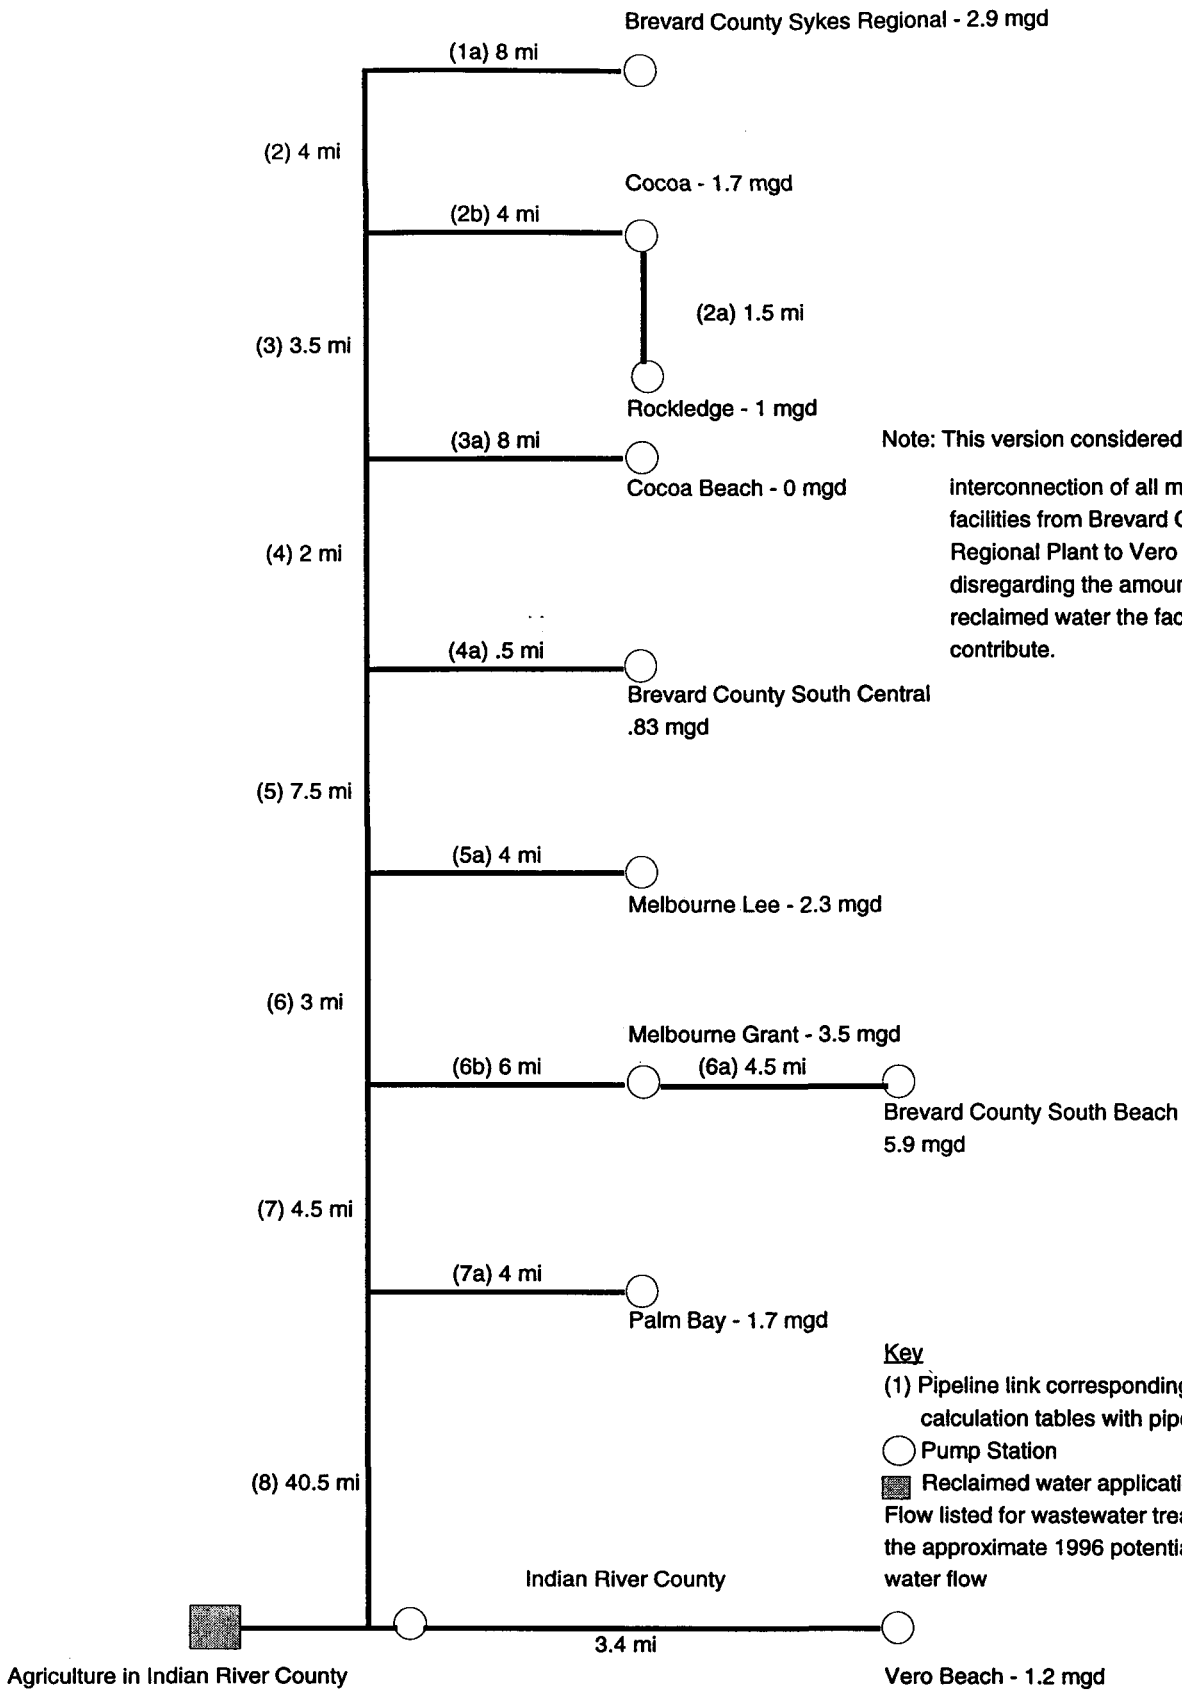 Brevard County Sykes Regional - 2.9 mgd
(1a) 8 mi
(2) 4 mi
Cocoa - 1.7 mgd
(2b) 4 mi
(2a) 1.5 mi
(3) 3.5 mi
Rockledge - 1 mgd
(3a) 8 mi
Cocoa Beach - 0 mgd
Note: This version considered
interconnection of all m
facilities from Brevard C
Regional Plant to Vero
disregarding the amour
reclaimed water the fac
contribute.
(4) 2 mi
(4a) .5 mi
Brevard County South Central
.83 mgd
(5) 7.5 mi
(5a) 4 mi
Melbourne Lee - 2.3 mgd
(6) 3 mi
Melbourne Grant - 3.5 mgd
(6b) 6 mi
(6a) 4.5 mi
Brevard County South Beach
5.9 mgd
(7) 4.5 mi
(7a) 4 mi
Palm Bay - 1.7 mgd
Key
(1) Pipeline link corresponding
calculation tables with pipe
Pump Station
Reclaimed water applicati
Flow listed for wastewater trea
the approximate 1996 potentia
water flow
(8) 40.5 mi
Indian River County
3.4 mi
Agriculture in Indian River County
Vero Beach - 1.2 mgd